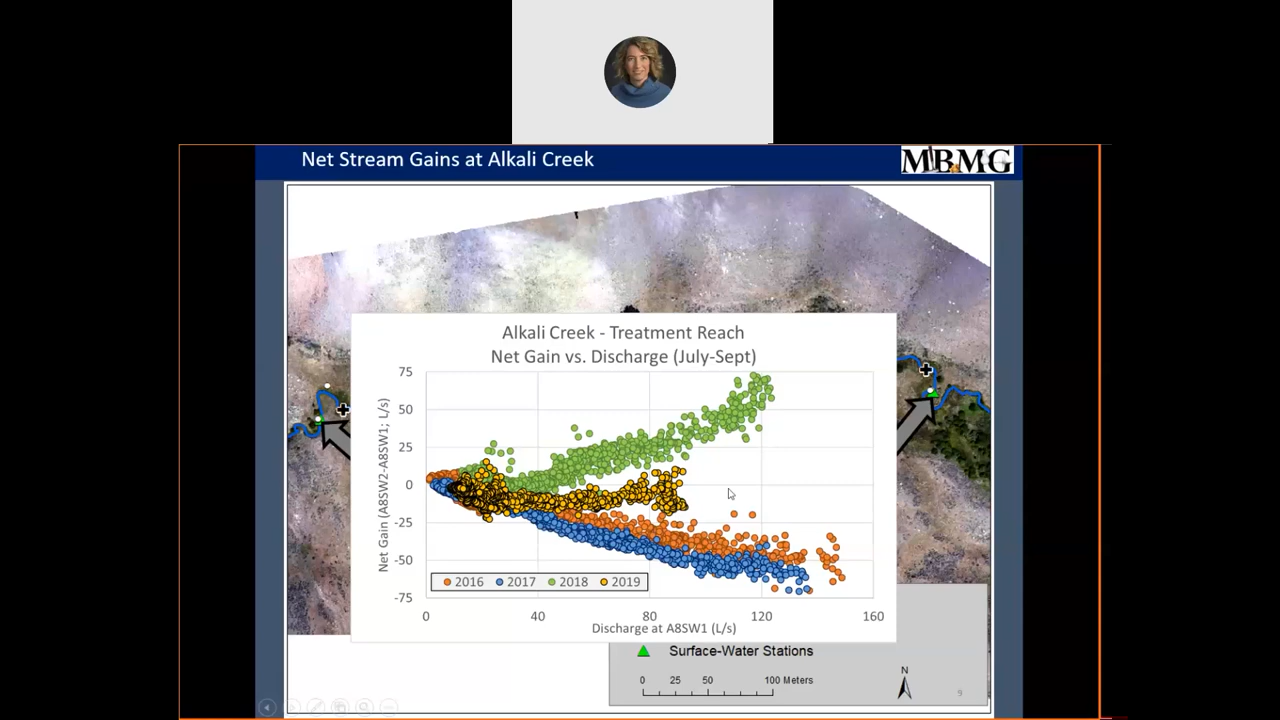 Net Stream Gains at Alkali Creek
MBMG
Alkali Creek - Treatment Reach
Net Gain vs. Discharge (July-Sept)
75
50
25
0
-25
-50
-75
Net Gain (A8SW2-A8SW1; L/s)
2016 2017 2018 2019
0 40 80 120 160
Discharge at A8SW1 (L/s)
Surface-Water Stations
0 25 50 100 Meters
N
9